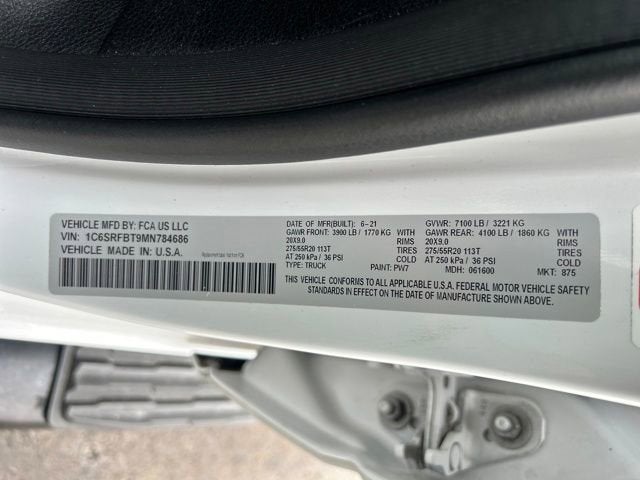 VEHICLE MFD BY: FCA US LLC
VIN: 1C6SRFBT9MN784686
VEHICLE MADE IN: U.S.A.
DATE OF MFR(BUILT) 6-21 GVWR: 7100 LB / 3221 KG
GAWR FRONT: 3900 LB / 1770 KG GAWR REAR: 4100 LB / 1860 KG
20X9.0 RIMS 20X9.0 RIMS
275/55R20 113T TIRES 275/55R20 113T TIRES
AT 250 kPa / 36 PSI COLD AT 250 kPa / 36 PSI COLD
TYPE: TRUCK PAINT: PW7 MDH: 061600 MKT: 875
THIS VEHICLE CONFORMS TO ALL APPLICABLE U.S.A. FEDERAL MOTOR VEHICLE SAFETY
STANDARDS IN EFFECT ON THE DATE OF MANUFACTURE SHOWN ABOVE.